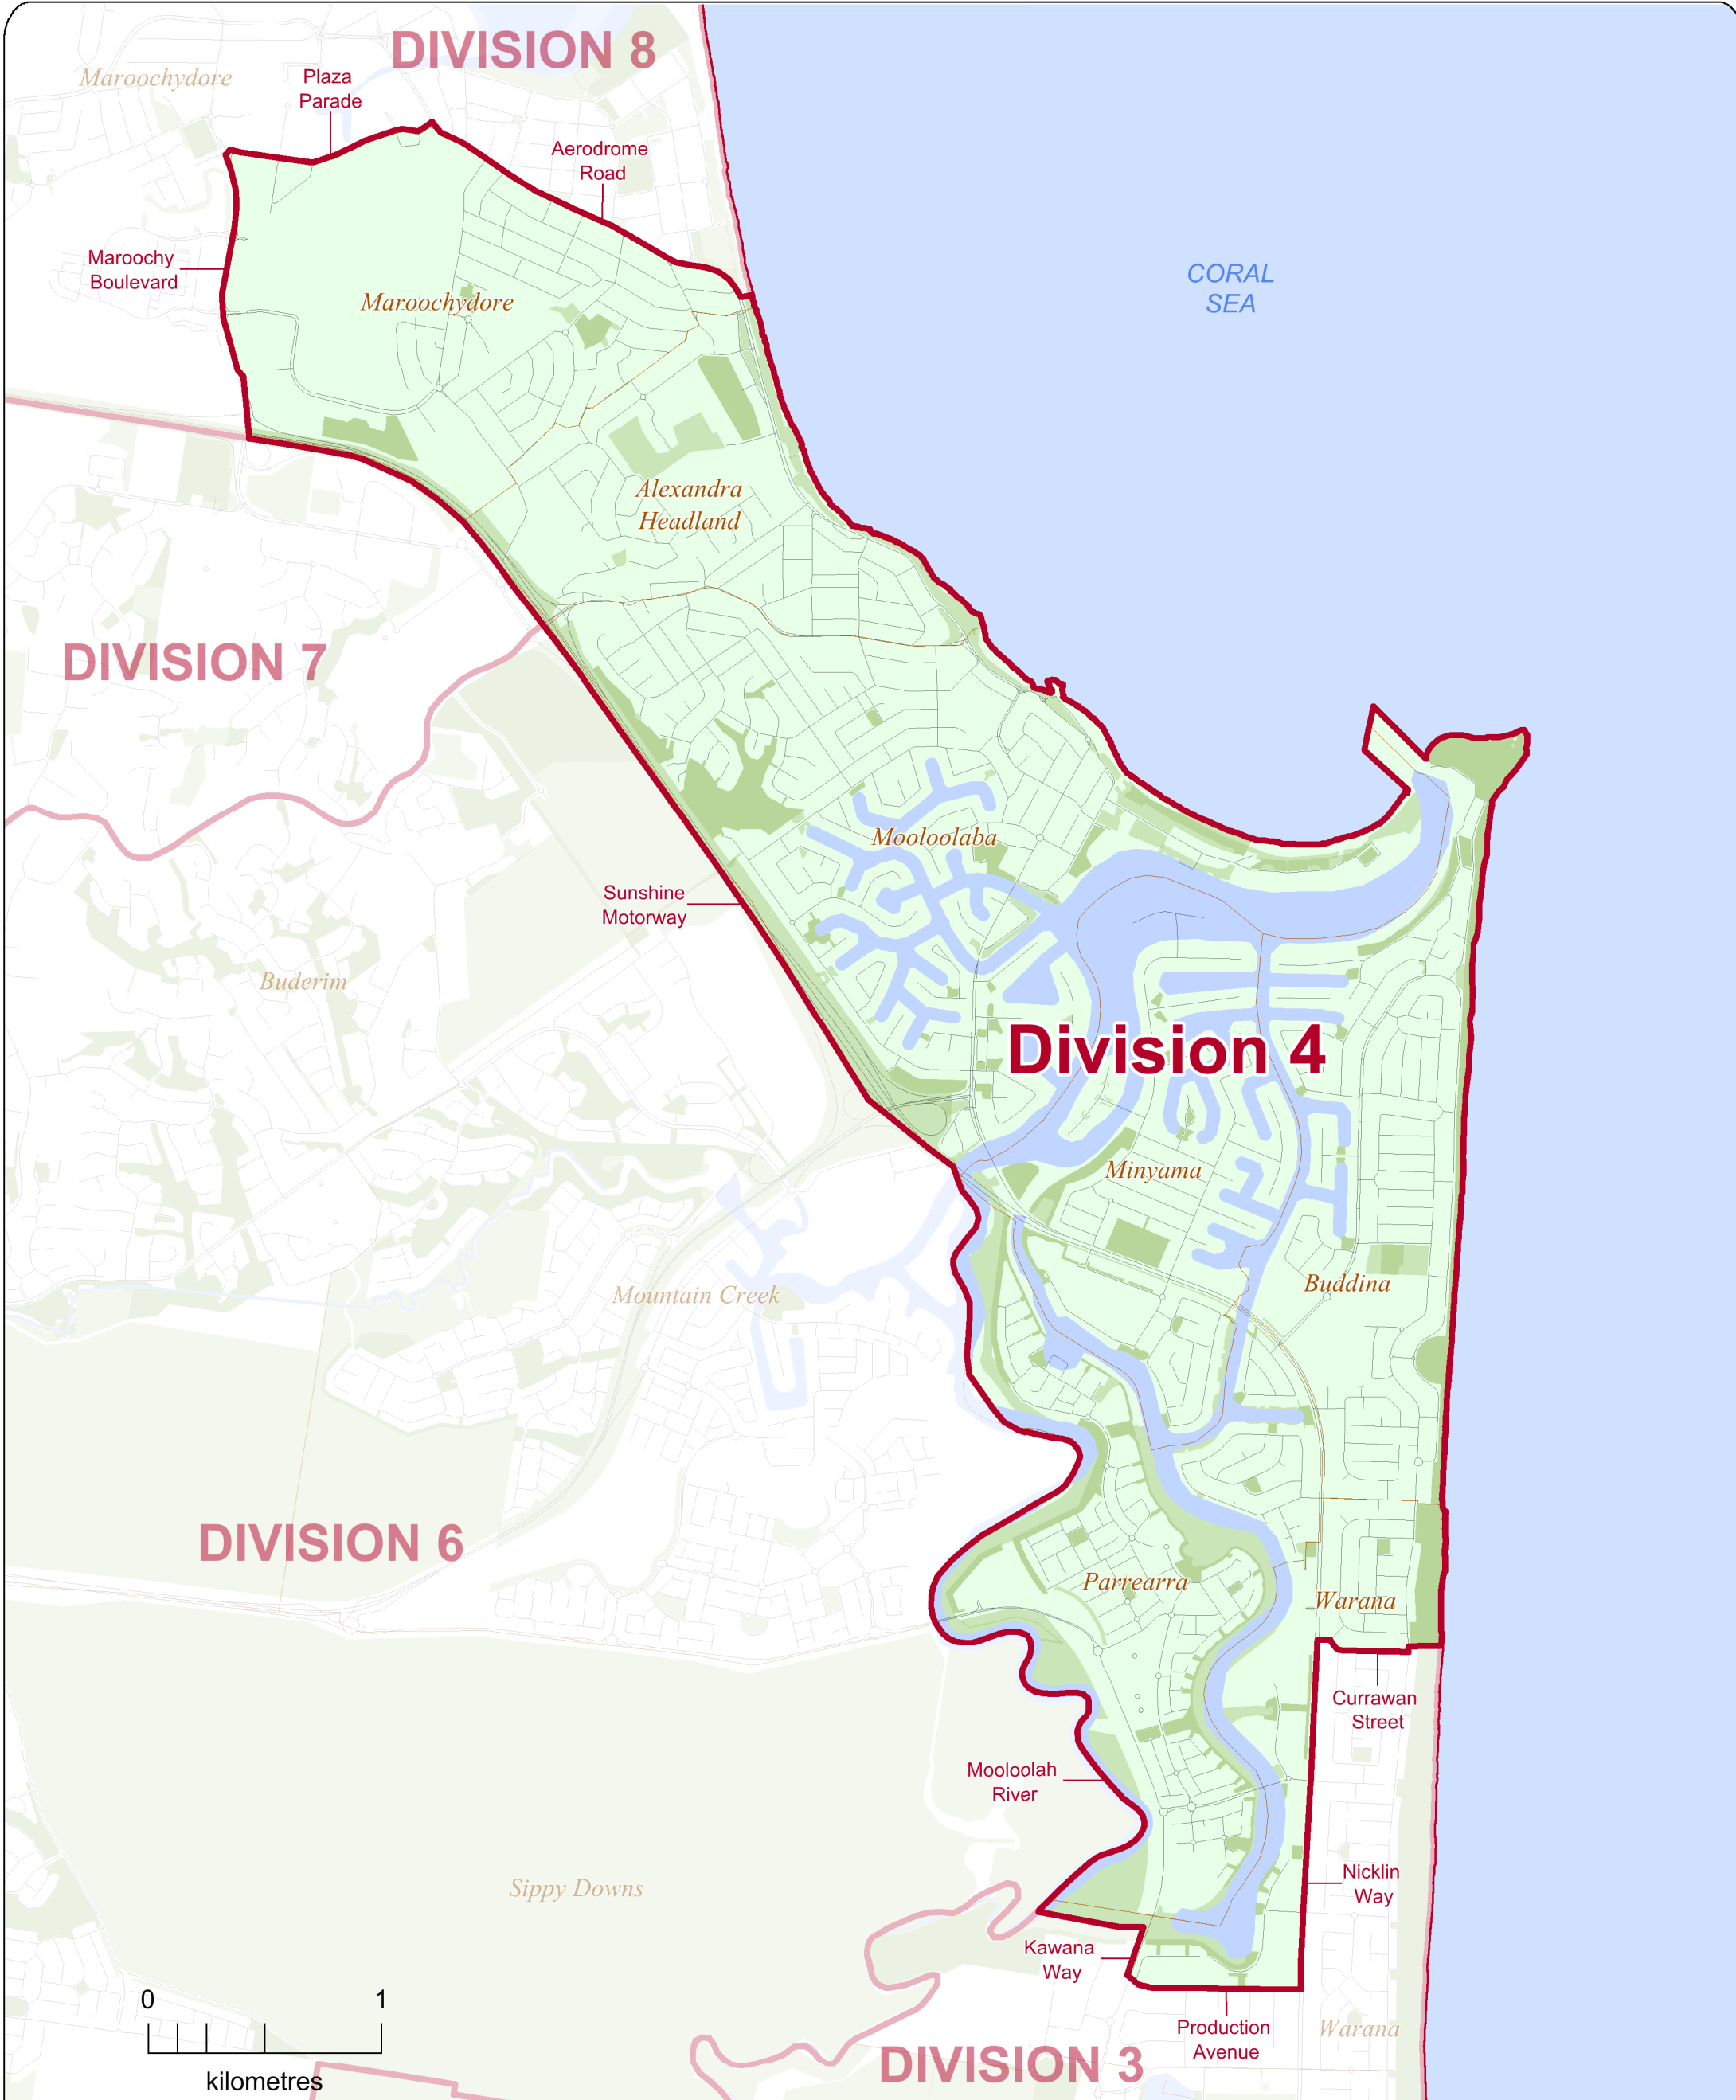 DIVISION 8
Maroochydore
Plaza
Parade
Aerodrome
Road
Maroochy
Boulevard
CORAL
SEA
Maroochydore
Alexandra
Headland
DIVISION 7
Mooloolaba
Sunshine
Motorway
Buderim
Division 4
Minyama
Buddina
Mountain Creek
DIVISION 6
Parrearra
Warana
Currawan
Street
Mooloolah
River
Nicklin
Way
Sippy Downs
Kawana
Way
0 1
kilometres
Production
Avenue
Warana
DIVISION 3